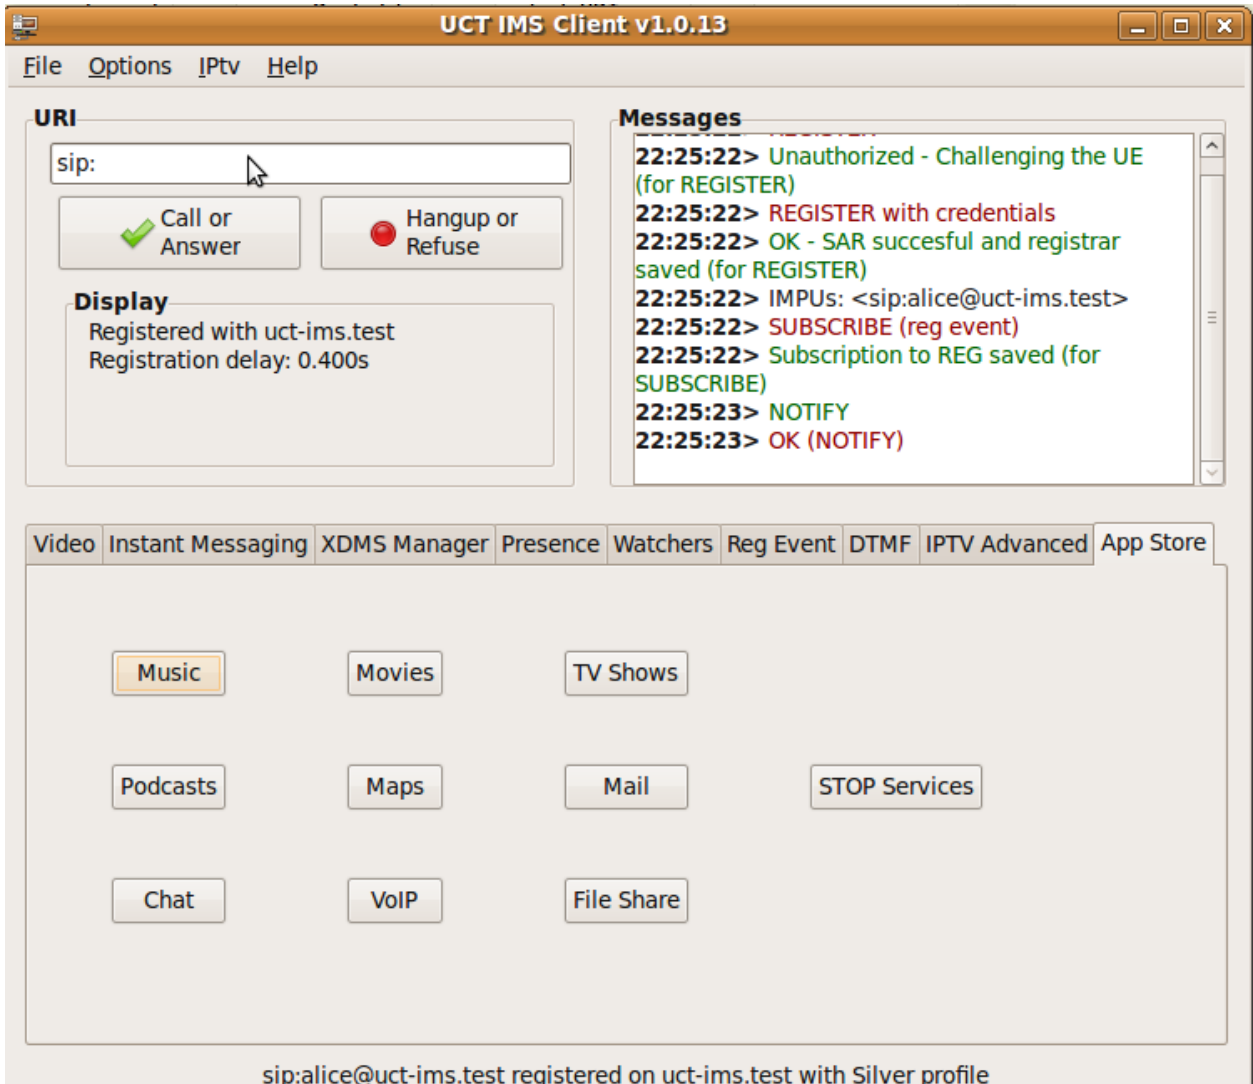 UCT IMS Client v1.0.13
File Options IPtv Help
URI
sip:
Call or
Answer
Hangup or
Refuse
Display
Registered with uct-ims.test
Registration delay: 0.400s
Messages
22:25:22> Unauthorized - Challenging the UE
(for REGISTER)
22:25:22> REGISTER with credentials
22:25:22> OK - SAR succesful and registrar
saved (for REGISTER)
22:25:22> IMPUs: <sip:alice@uct-ims.test>
22:25:22> SUBSCRIBE (reg event)
22:25:22> Subscription to REG saved (for
SUBSCRIBE)
22:25:23> NOTIFY
22:25:23> OK (NOTIFY)
Video Instant Messaging XDMS Manager Presence Watchers Reg Event DTMF IPTV Advanced App Store
Music Movies TV Shows
Podcasts Maps Mail STOP Services
Chat VoIP File Share
sip:alice@uct-ims.test registered on uct-ims.test with Silver profile